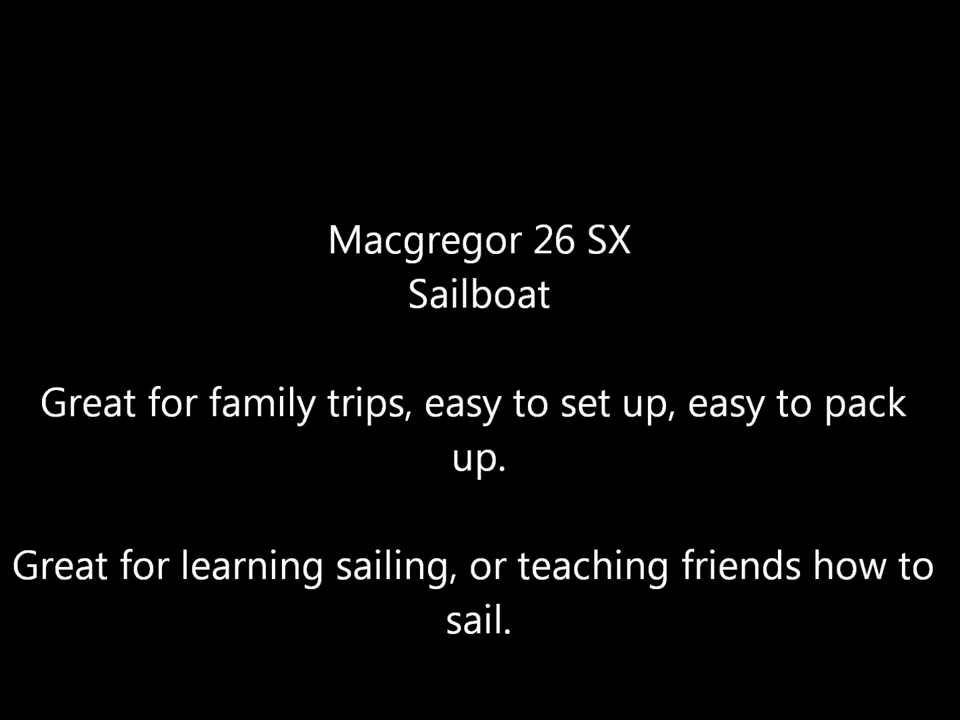 Macgregor 26 SX
Sailboat
Great for family trips, easy to set up, easy to pack
up.
Great for learning sailing, or teaching friends how to
sail.